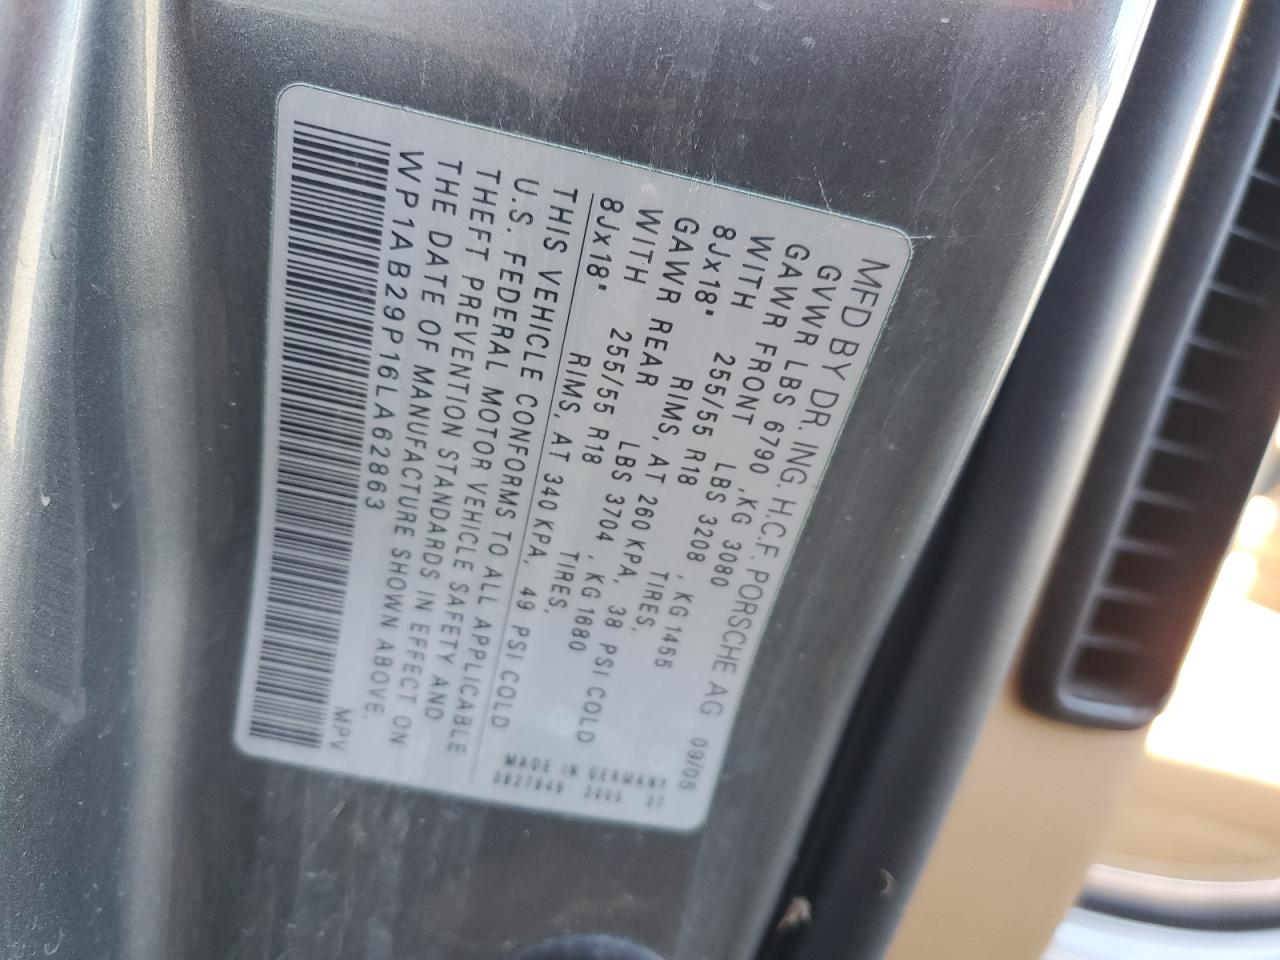 MFD BY DR. ING. H.C.F. PORSCHE AG 09/05
GVWR LBS 6790 ,KG 3080
GAWR FRONT LBS 3208 , KG 1455
WITH 255/55 R18 TIRES,
8Jx18" RIMS, AT 260 KPA, 38 PSI COLD
GAWR REAR LBS 3704 , KG 1680
WITH 255/55 R18 TIRES,
8Jx18" RIMS, AT 340 KPA, 49 PSI COLD
MADE IN GERMANY
2005 37
THIS VEHICLE CONFORMS TO ALL APPLICABLE
U.S. FEDERAL MOTOR VEHICLE SAFETY AND
THEFT PREVENTION STANDARDS IN EFFECT ON
THE DATE OF MANUFACTURE SHOWN ABOVE.
WP1AB29P16LA62863 MPV